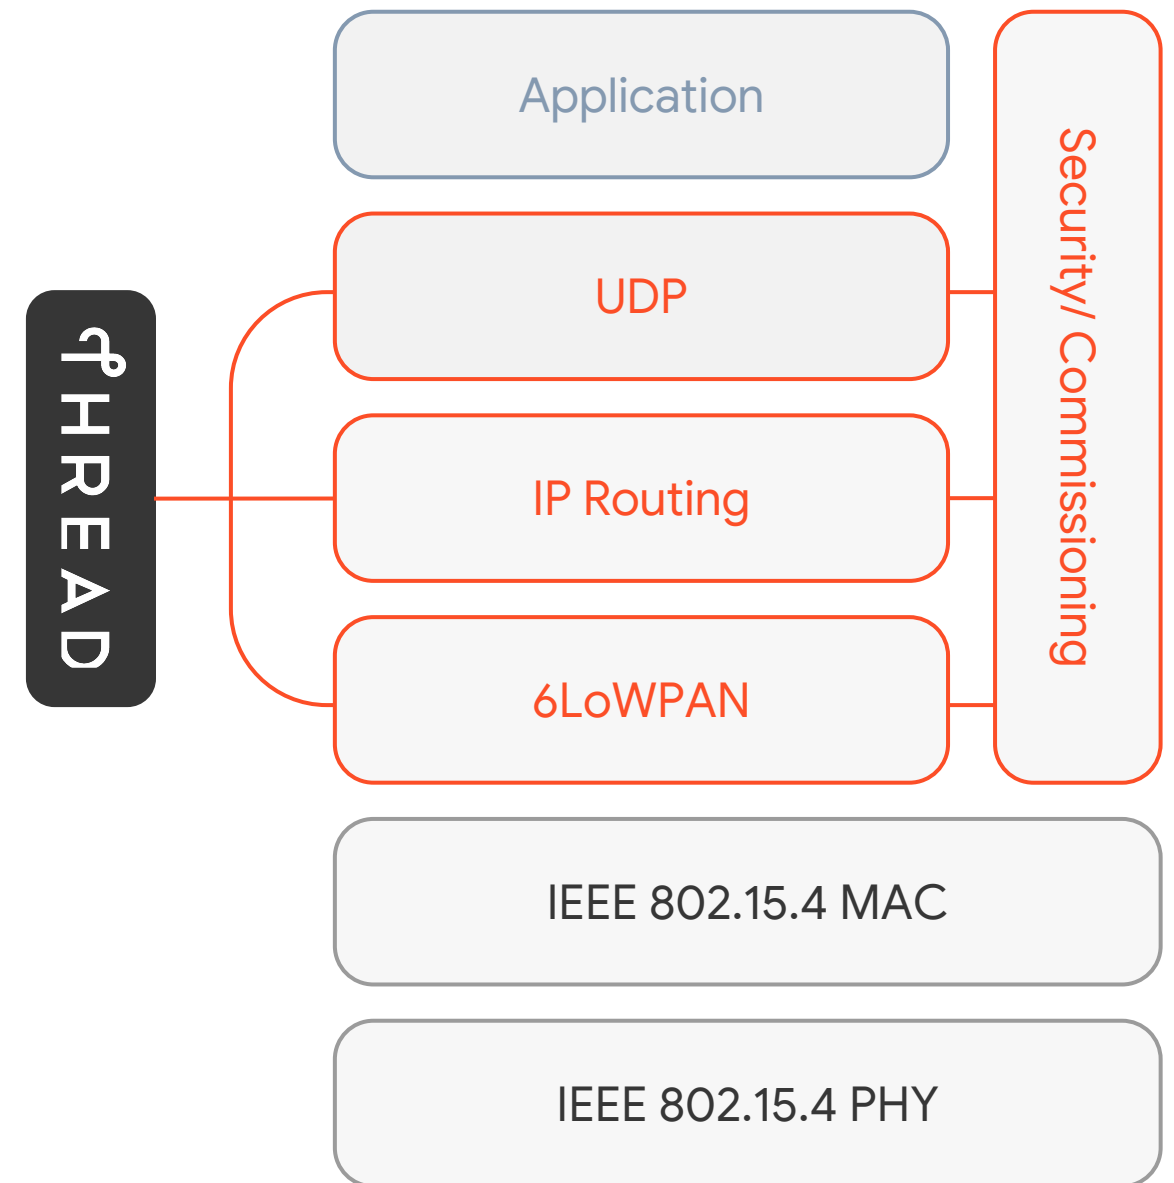 Application
UDP
THREAD
IP Routing
6LoWPAN
Security/ Commissioning
IEEE 802.15.4 MAC
IEEE 802.15.4 PHY